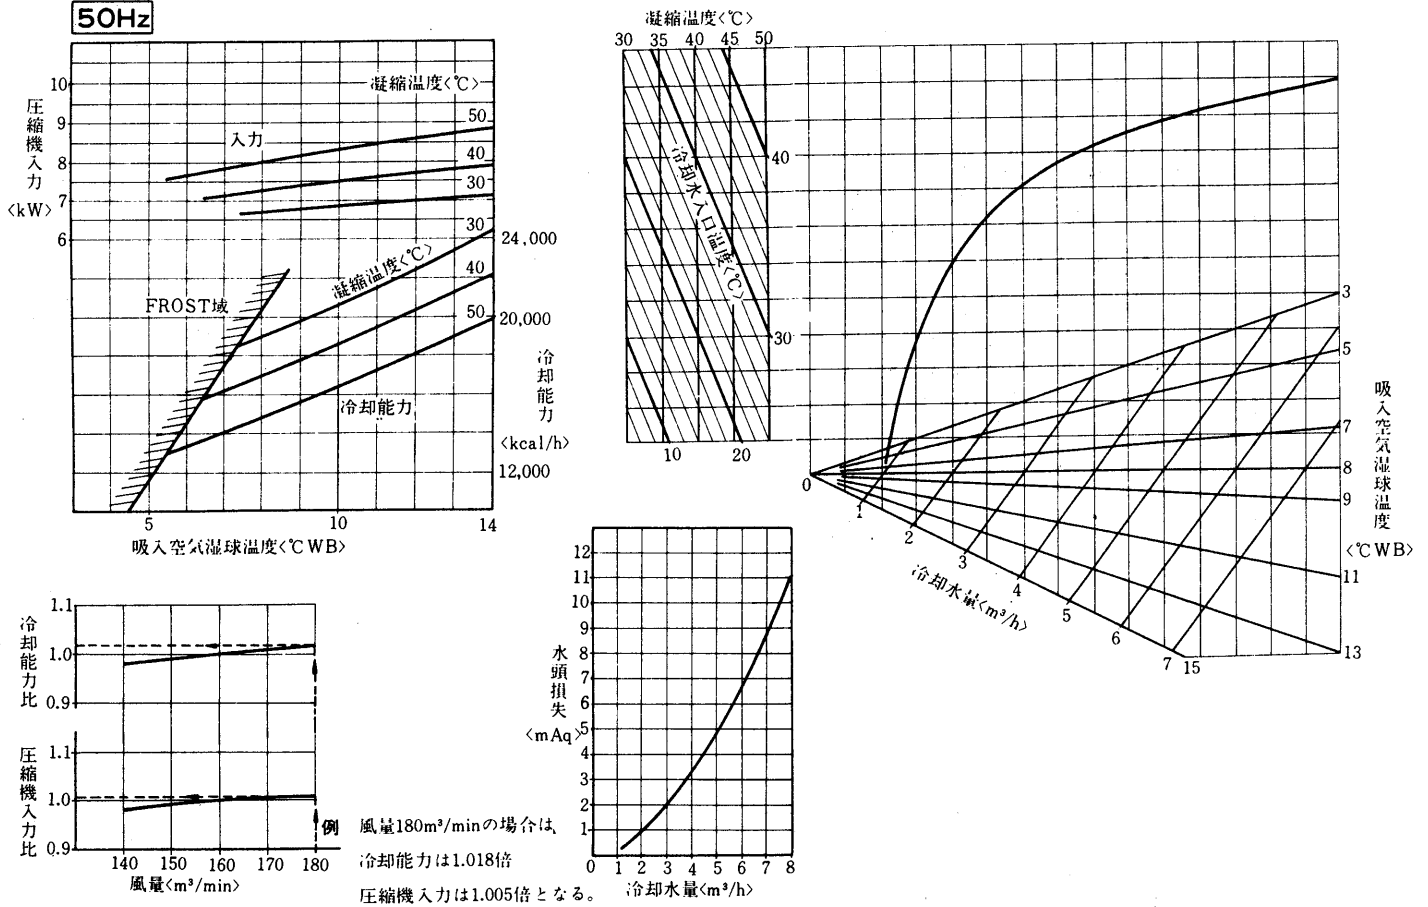 50Hz
凝縮温度<℃>
圧縮機入力
<kW>
10
9
8
7
6
入力
50
40
30
30
40
50
凝縮温度<℃>
FROST域
冷却能力
24,000
20,000
12,000
冷却能力
<kcal/h>
5
10
14
吸入空気湿球温度<℃WB>
凝縮温度<℃>
30
35
40
45
50
冷却水入口温度<℃>
40
30
10
20
0
1
2
3
4
5
6
7
冷却水量<m³/h>
3
5
7
8
9
11
13
15
吸入空気湿球温度
<℃WB>
冷却能力比
1.1
1.0
0.9
圧縮機入力比
1.1
1.0
0.9
140
150
160
170
180
風量<m³/min>
例
風量180m³/minの場合は、
冷却能力は1.018倍
圧縮機入力は1.005倍となる。
水頭損失
<mAq>
12
11
10
9
8
7
6
5
4
3
2
1
0
1
2
3
4
5
6
7
8
冷却水量<m³/h>